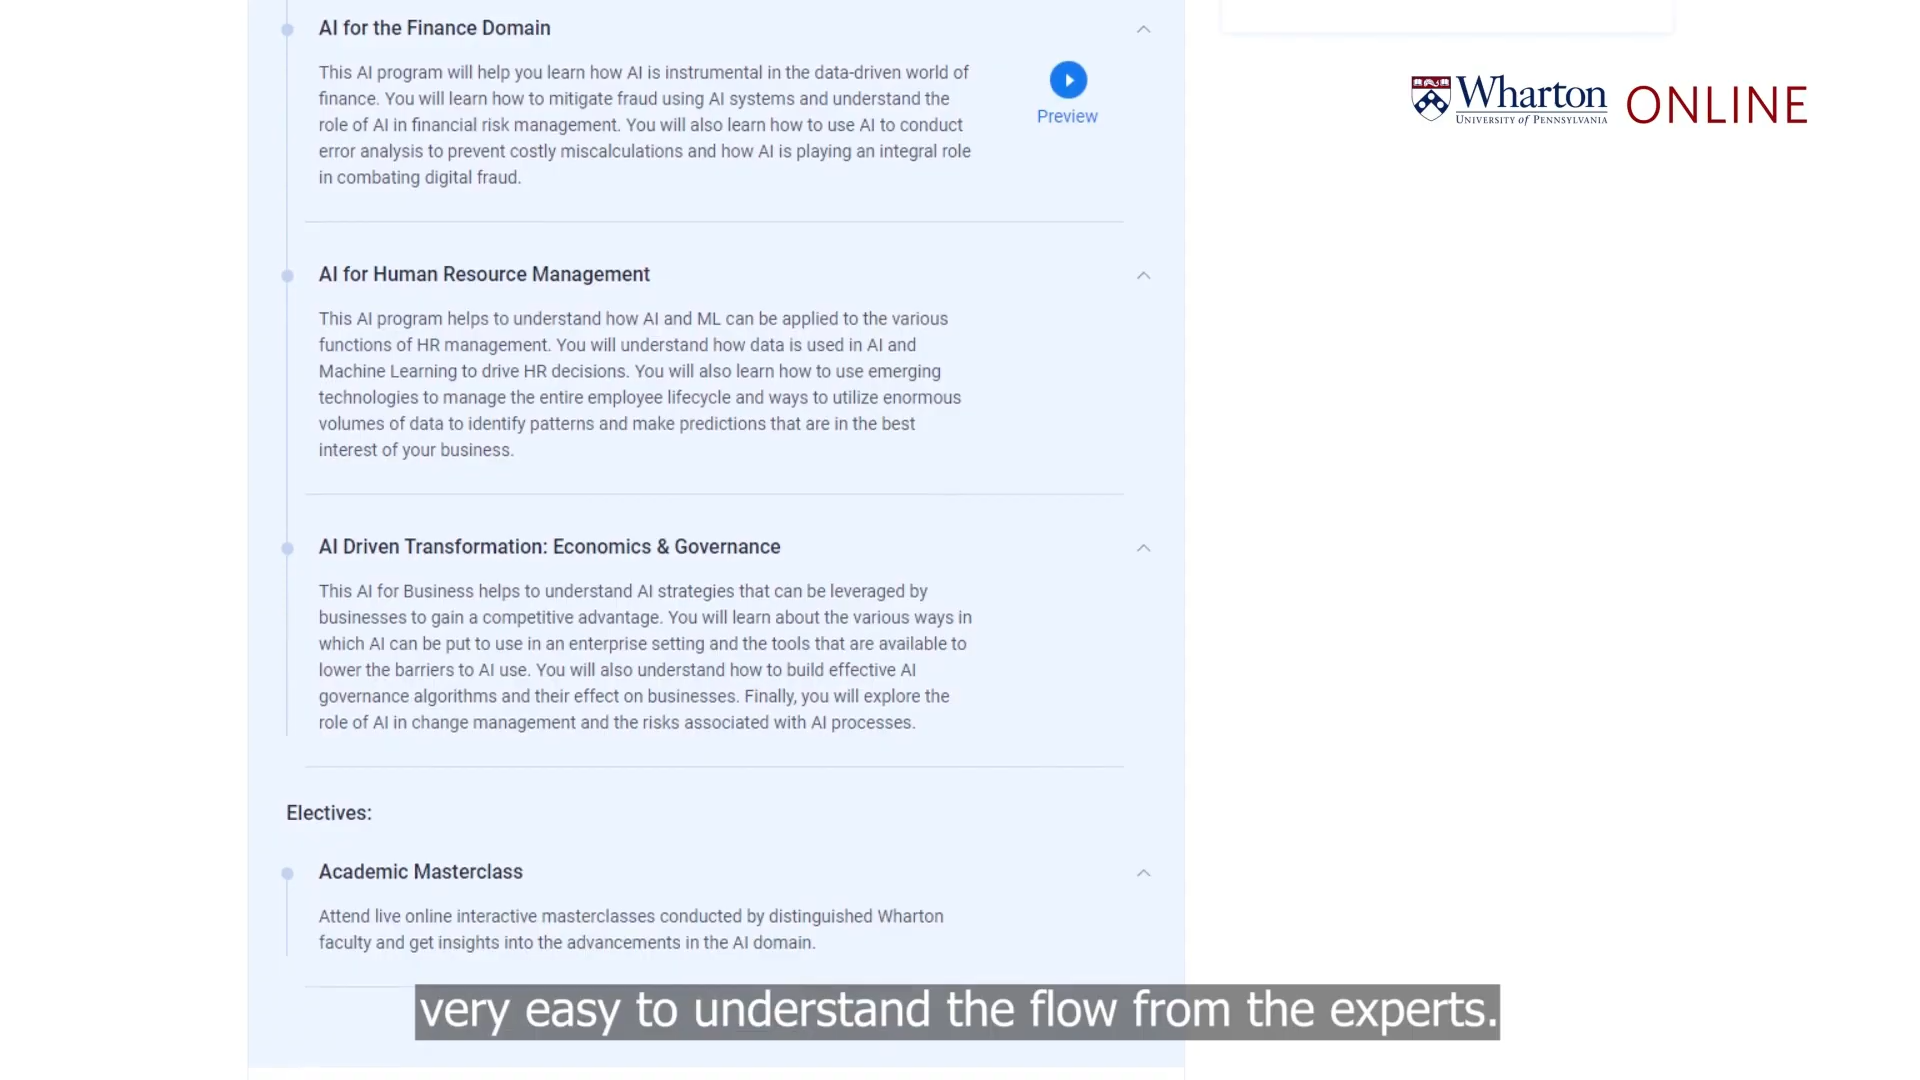 AI for the Finance Domain
This AI program will help you learn how AI is instrumental in the data-driven world of
finance. You will learn how to mitigate fraud using AI systems and understand the
role of AI in financial risk management. You will also learn how to use AI to conduct
error analysis to prevent costly miscalculations and how AI is playing an integral role
in combating digital fraud.
Preview
Wharton
UNIVERSITY of PENNSYLVANIA
ONLINE
AI for Human Resource Management
This AI program helps to understand how AI and ML can be applied to the various
functions of HR management. You will understand how data is used in AI and
Machine Learning to drive HR decisions. You will also learn how to use emerging
technologies to manage the entire employee lifecycle and ways to utilize enormous
volumes of data to identify patterns and make predictions that are in the best
interest of your business.
AI Driven Transformation: Economics & Governance
This AI for Business helps to understand AI strategies that can be leveraged by
businesses to gain a competitive advantage. You will learn about the various ways in
which AI can be put to use in an enterprise setting and the tools that are available to
lower the barriers to AI use. You will also understand how to build effective AI
governance algorithms and their effect on businesses. Finally, you will explore the
role of AI in change management and the risks associated with AI processes.
Electives:
Academic Masterclass
Attend live online interactive masterclasses conducted by distinguished Wharton
faculty and get insights into the advancements in the AI domain.
very easy to understand the flow from the experts.